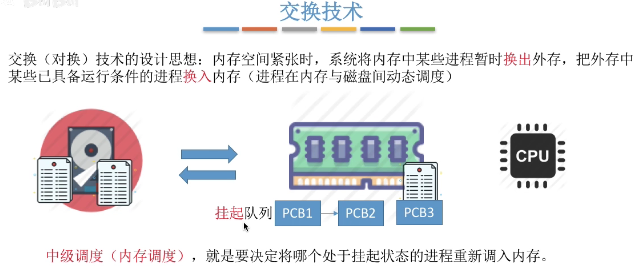 交换技术
交换（对换）技术的设计思想：内存空间紧张时，系统将内存中某些进程暂时换出外存，把外存中
某些已具备运行条件的进程换入内存（进程在内存与磁盘间动态调度）
CPU
挂起队列 PCB1 PCB2 PCB3
中级调度（内存调度），就是要决定将哪个处于挂起状态的进程重新调入内存。